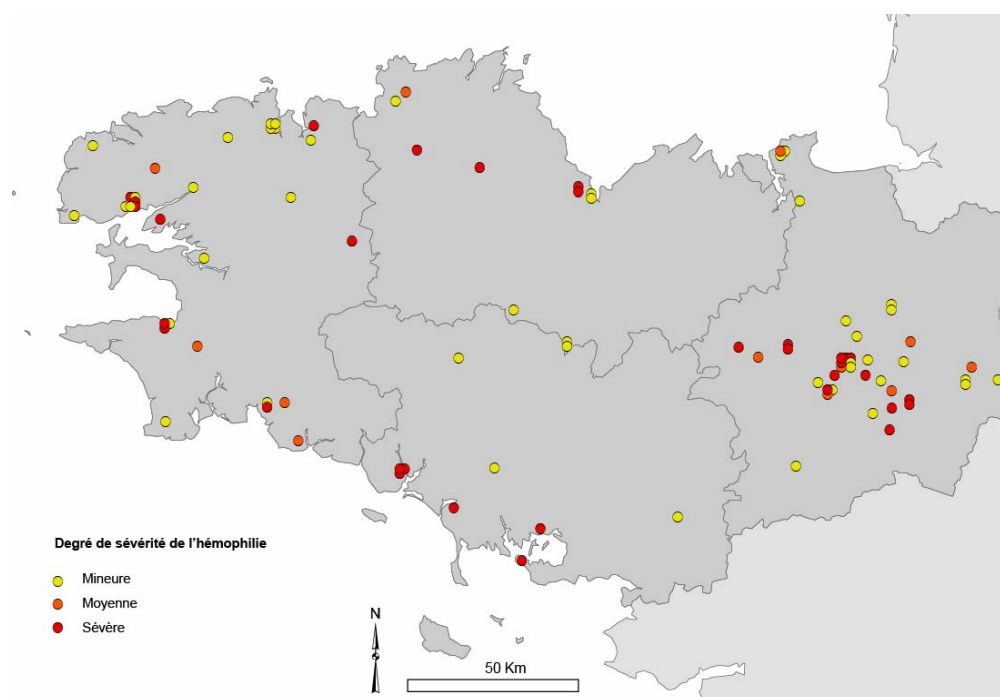 Degré de sévérité de l'hémophilie
Mineure
Moyenne
Sévère
N
50 Km